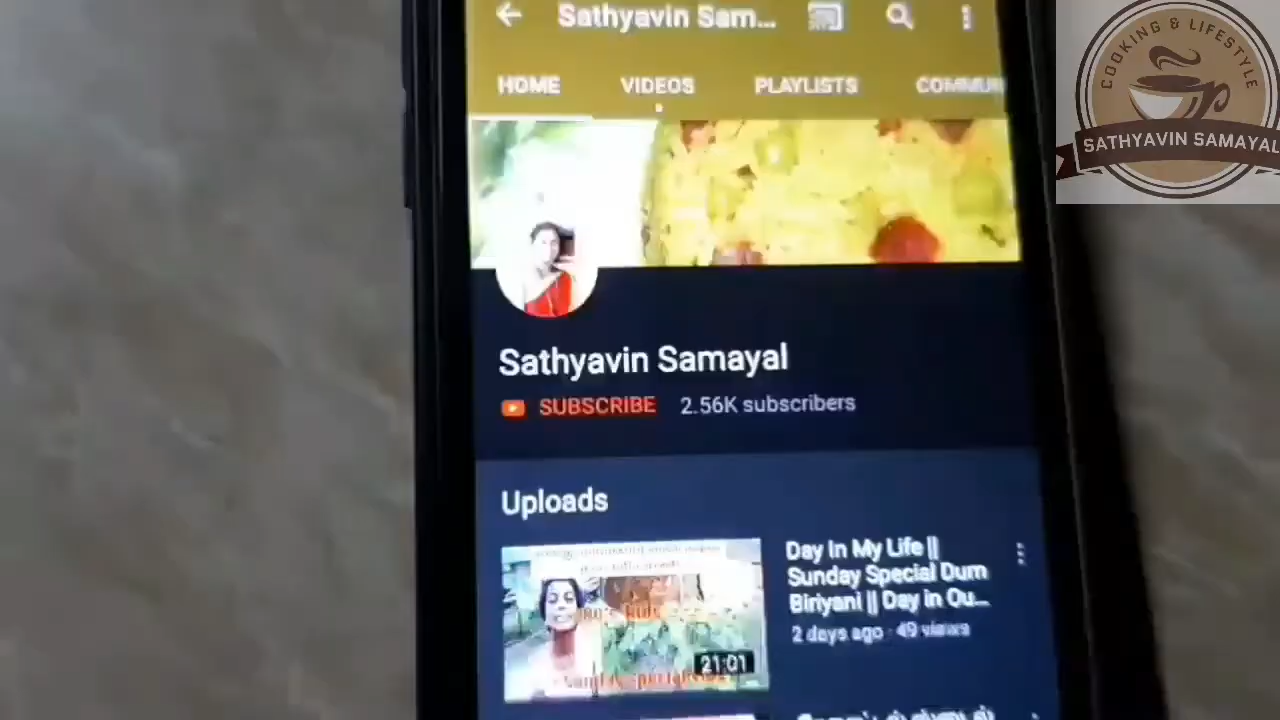 Sathyavin Sam...
HOME VIDEOS PLAYLISTS COMMUN
COOKING & LIFESTYLE
SATHYAVIN SAMAYAL
Sathyavin Samayal
SUBSCRIBE 2.56K subscribers
Uploads
Day In My Life ||
Sunday Special Dum
Biriyani || Day in Ou...
2 days ago · 49 views
21:01